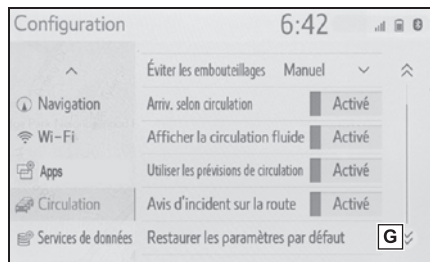 Configuration 6:42
Éviter les embouteillages Manuel
Navigation Arriv. selon circulation Activé
Wi-Fi Afficher la circulation fluide Activé
Apps Utiliser les prévisions de circulation Activé
Circulation Avis d'incident sur la route Activé
Services de données Restaurer les paramètres par défaut G